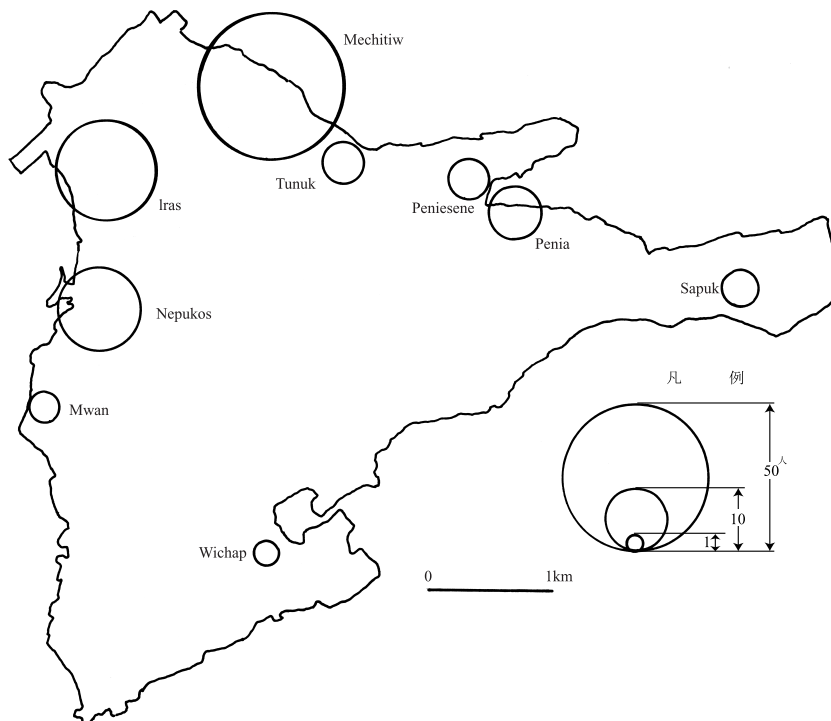 Mechitiw
Tunuk
Iras
Peniesene
Penia
Sapuk
Nepukos
Mwan
Wichap
凡 例
50人
10
1
0 1km